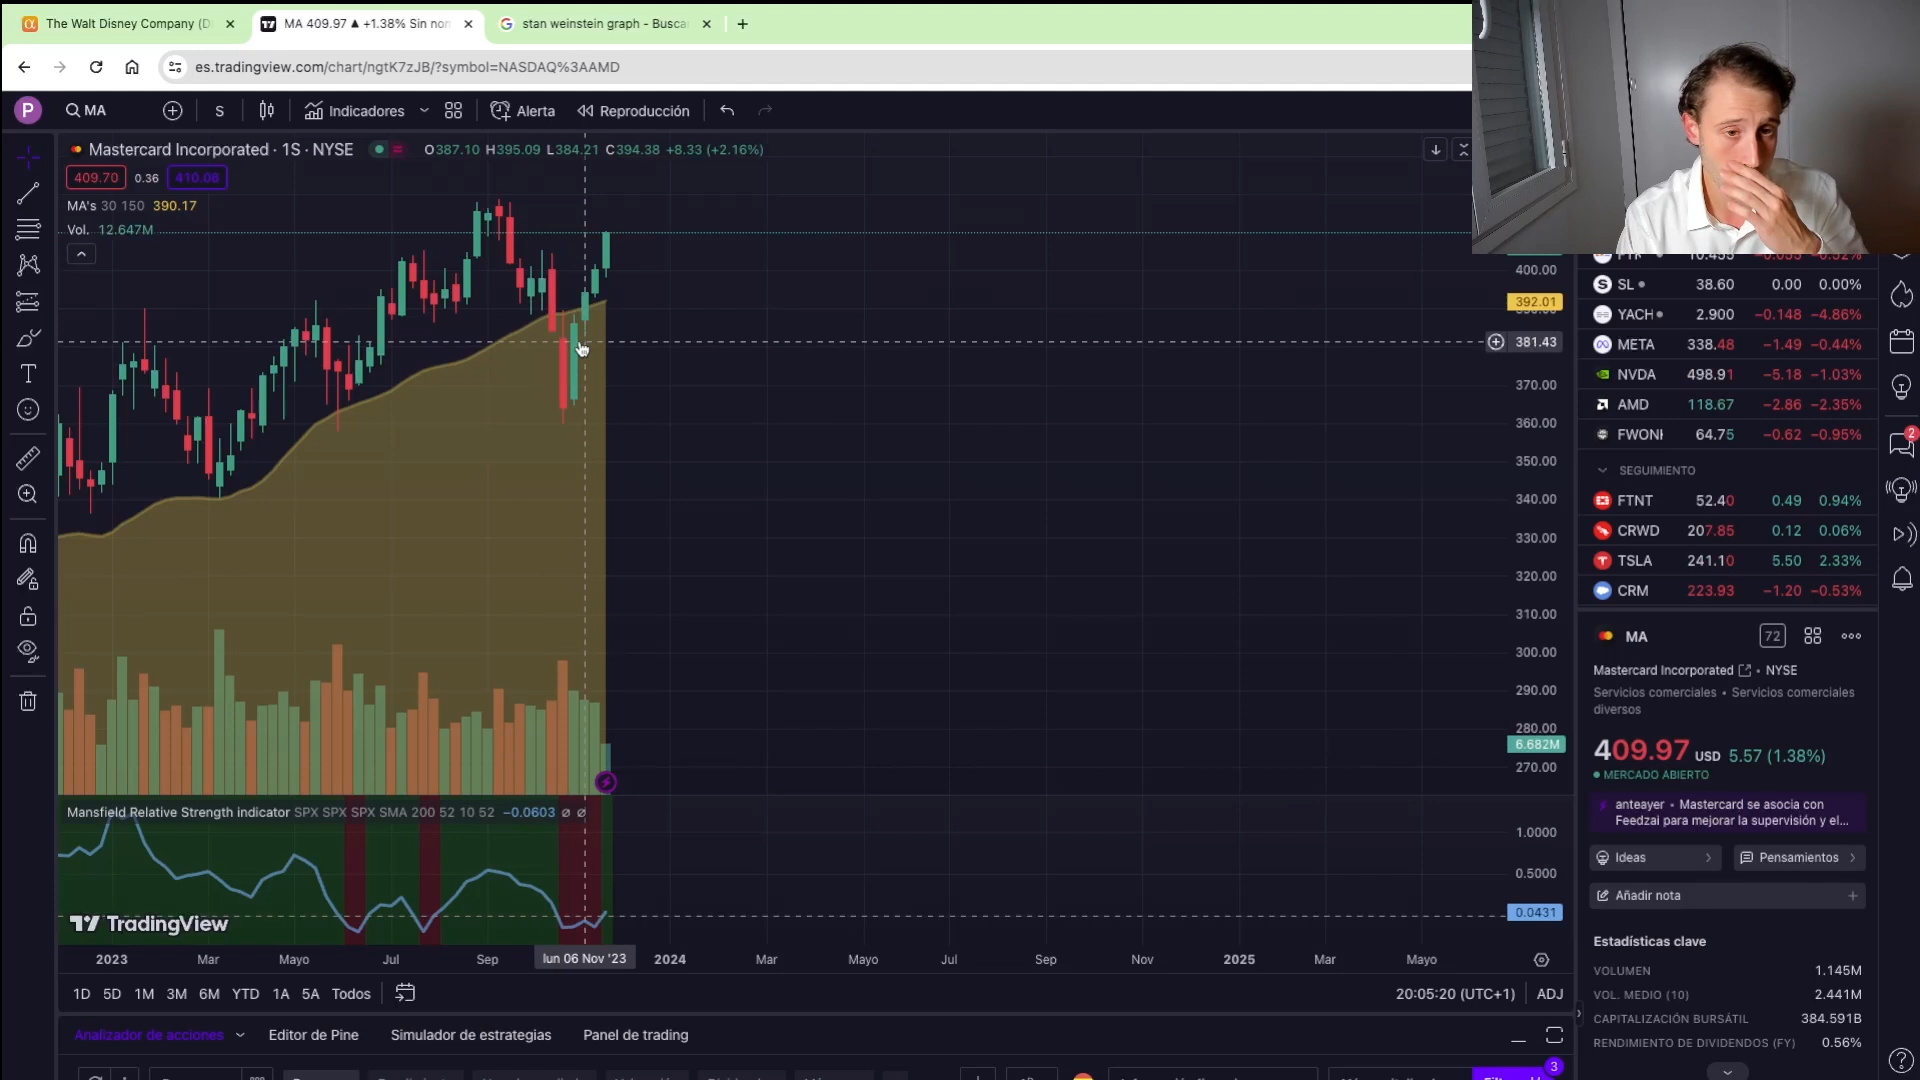 The Walt Disney Company (D
MA 409.97 ▲ +1.38% Sin nom
stan weinstein graph - Busca
es.tradingview.com/chart/ngtK7zJB/?symbol=NASDAQ%3AAMD
P
MA
S
Indicadores
Alerta
Reproducción
Mastercard Incorporated · 1S · NYSE
O387.10 H395.09 L384.21 C394.38 +8.33 (+2.16%)
409.70 0.36 410.08
MA's 30 150 390.17
Vol. 12.647M
400.00
392.01
381.43
370.00
360.00
350.00
340.00
330.00
320.00
310.00
300.00
290.00
280.00
6.682M
270.00
Mansfield Relative Strength indicator SPX SPX SPX SMA 200 52 10 52 −0.0603 ∅ ∅
1.0000
0.5000
0.0431
TradingView
2023 Mar Mayo Jul Sep lun 06 Nov '23 2024 Mar Mayo Jul Sep Nov 2025 Mar Mayo
1D 5D 1M 3M 6M YTD 1A 5A Todos
20:05:20 (UTC+1) ADJ
Analizador de acciones
Editor de Pine
Simulador de estrategias
Panel de trading
3
SL 38.60 0.00 0.00%
YACH 2.900 −0.148 −4.86%
META 338.48 −1.49 −0.44%
NVDA 498.91 −5.18 −1.03%
AMD 118.67 −2.86 −2.35%
FWONK 64.75 −0.62 −0.95%
SEGUIMIENTO
FTNT 52.40 0.49 0.94%
CRWD 207.85 0.12 0.06%
TSLA 241.10 5.50 2.33%
CRM 223.93 −1.20 −0.53%
2
MA
72
Mastercard Incorporated • NYSE
Servicios comerciales • Servicios comerciales
diversos
409.97 USD 5.57 (1.38%)
MERCADO ABIERTO
anteayer • Mastercard se asocia con
Feedzai para mejorar la supervisión y el...
Ideas
Pensamientos
Añadir nota
Estadísticas clave
VOLUMEN 1.145M
VOL. MEDIO (10) 2.441M
CAPITALIZACIÓN BURSÁTIL 384.591B
RENDIMIENTO DE DIVIDENDOS (FY) 0.56%